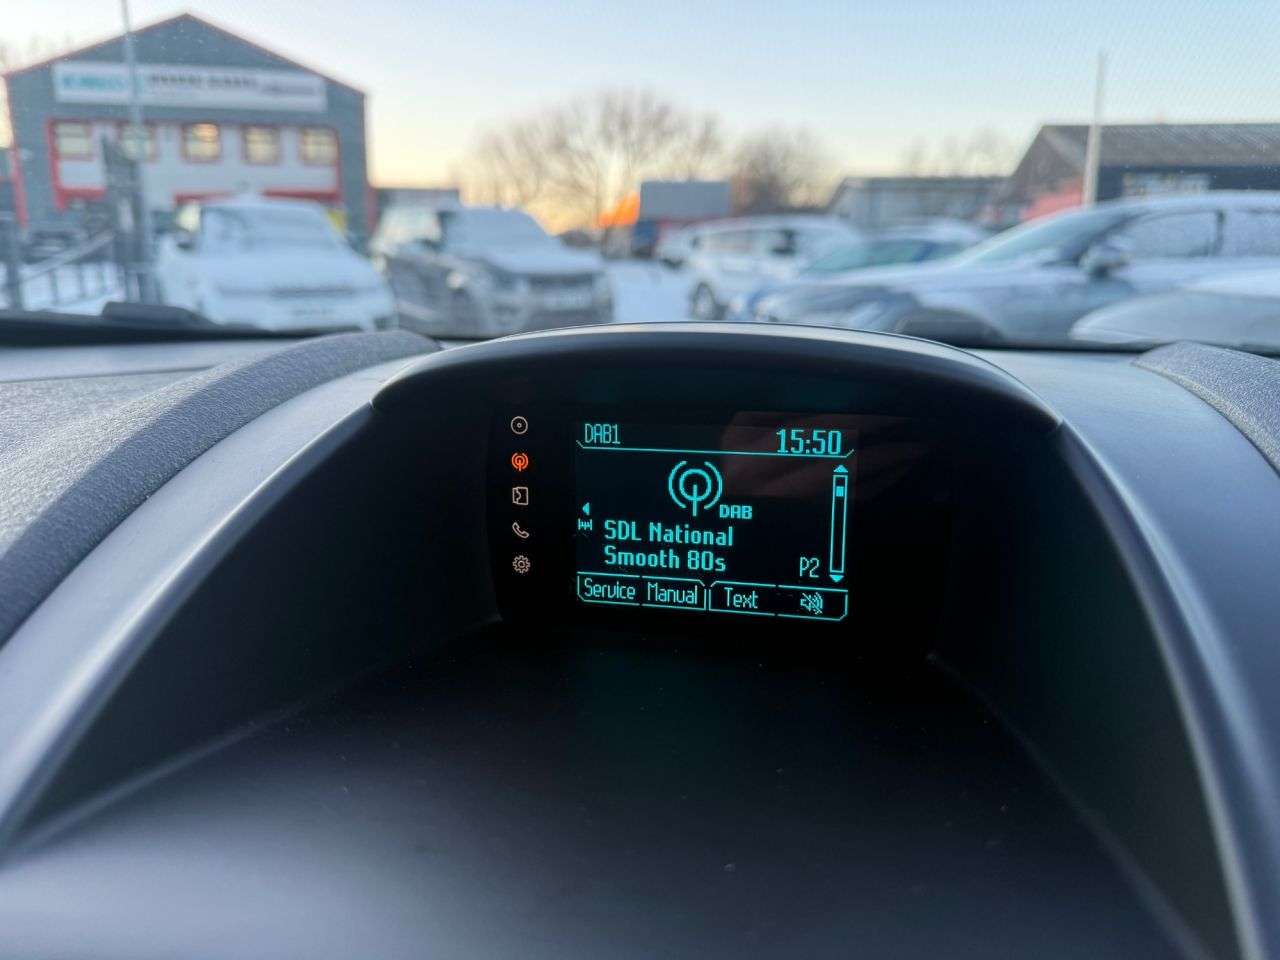 DAB1 15:50
DAB
SDL National
Smooth 80s P2
Service Manual Text